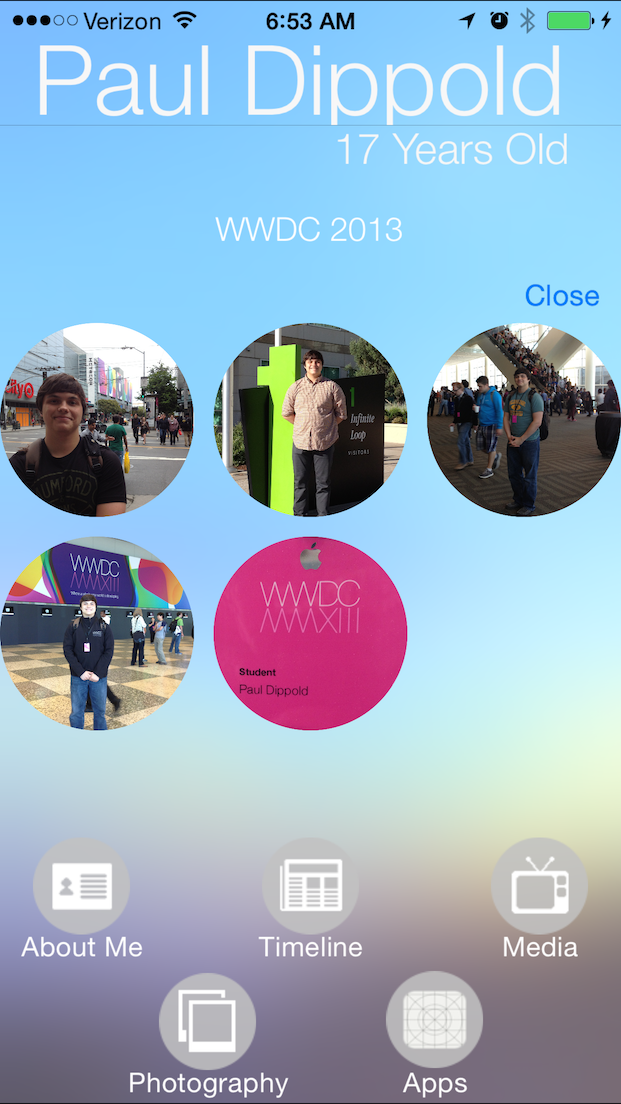 Verizon 6:53 AM
Paul Dippold
17 Years Old
WWDC 2013
Close
1
Infinite
Loop
VISITORS
WWDC
MMXIII
WWDC
MMXIII
Student
Paul Dippold
About Me
Timeline
Media
Photography
Apps